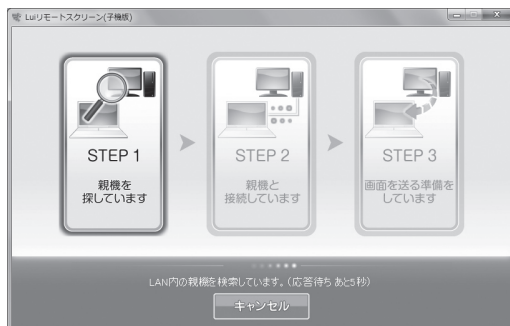 Luiリモートスクリーン(子機版)
STEP 1
親機を
探しています
STEP 2
親機と
接続しています
STEP 3
画面を送る準備を
しています
LAN内の親機を検索しています。(応答待ち あと5秒)
キャンセル